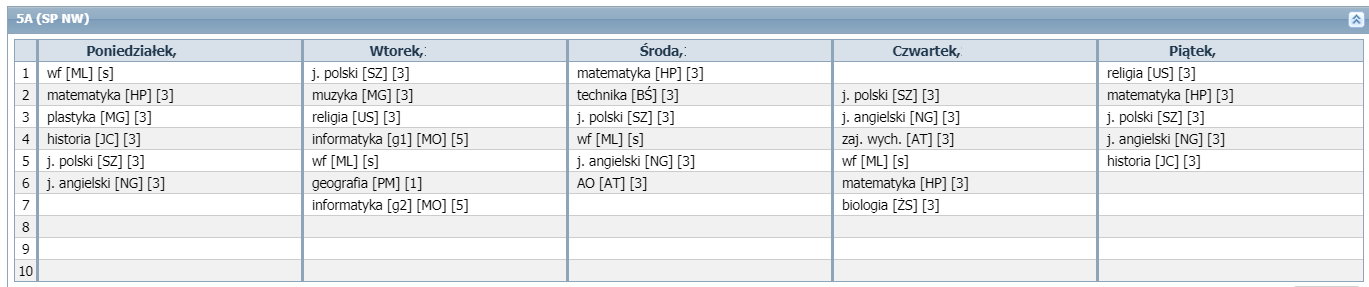 5A (SP NW)
Poniedziałek, Wtorek, Środa, Czwartek, Piątek,
1 wf [ML] [s] j. polski [SZ] [3] matematyka [HP] [3] religia [US] [3]
2 matematyka [HP] [3] muzyka [MG] [3] technika [BŚ] [3] j. polski [SZ] [3] matematyka [HP] [3]
3 plastyka [MG] [3] religia [US] [3] j. polski [SZ] [3] j. angielski [NG] [3] j. polski [SZ] [3]
4 historia [JC] [3] informatyka [g1] [MO] [5] wf [ML] [s] zaj. wych. [AT] [3] j. angielski [NG] [3]
5 j. polski [SZ] [3] wf [ML] [s] j. angielski [NG] [3] wf [ML] [s] historia [JC] [3]
6 j. angielski [NG] [3] geografia [PM] [1] AO [AT] [3] matematyka [HP] [3]
7 informatyka [g2] [MO] [5] biologia [ŻS] [3]
8
9
10